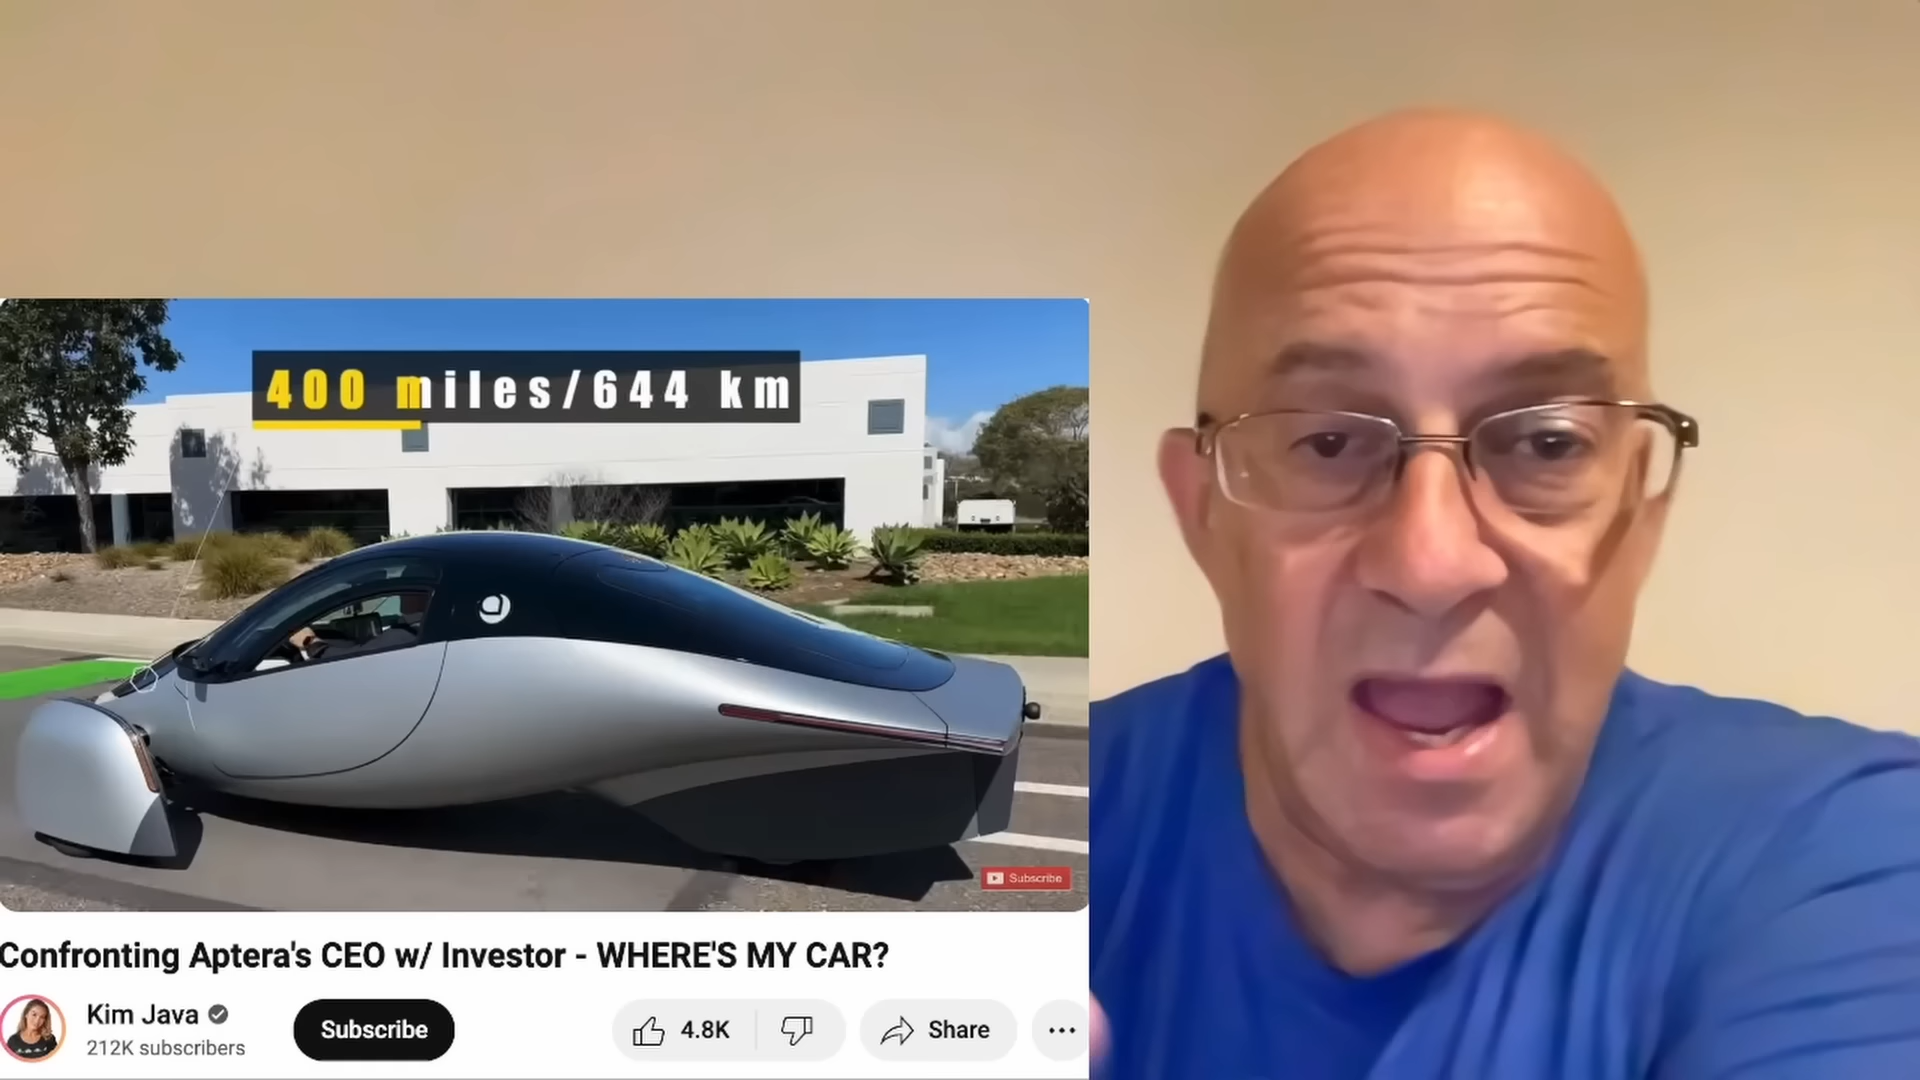 400 miles/644 km
Subscribe
Confronting Aptera's CEO w/ Investor - WHERE'S MY CAR?
Kim Java
212K subscribers
Subscribe
4.8K
Share